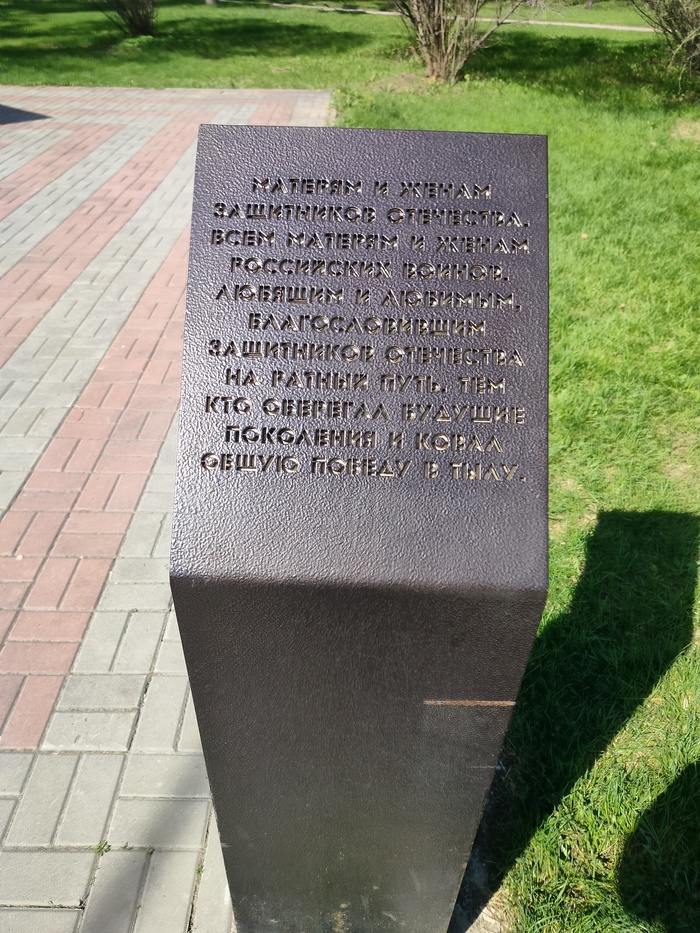 МАТЕРЯМ И ЖЕНАМ
ЗАЩИТНИКОВ ОТЕЧЕСТВА.
ВСЕМ МАТЕРЯМ И ЖЕНАМ
РОССИЙСКИХ ВОИНОВ.
ЛЮБЯЩИМ И ЛЮБИМЫМ,
БЛАГОСЛОВИВШИМ
ЗАЩИТНИКОВ ОТЕЧЕСТВА
НА РАТНЫЙ ПУТЬ. ТЕМ
КТО ОБЕРЕГАЛ БУДУЩИЕ
ПОКОЛЕНИЯ И КОВАЛ
ОБЩУЮ ПОБЕДУ В ТЫЛУ.